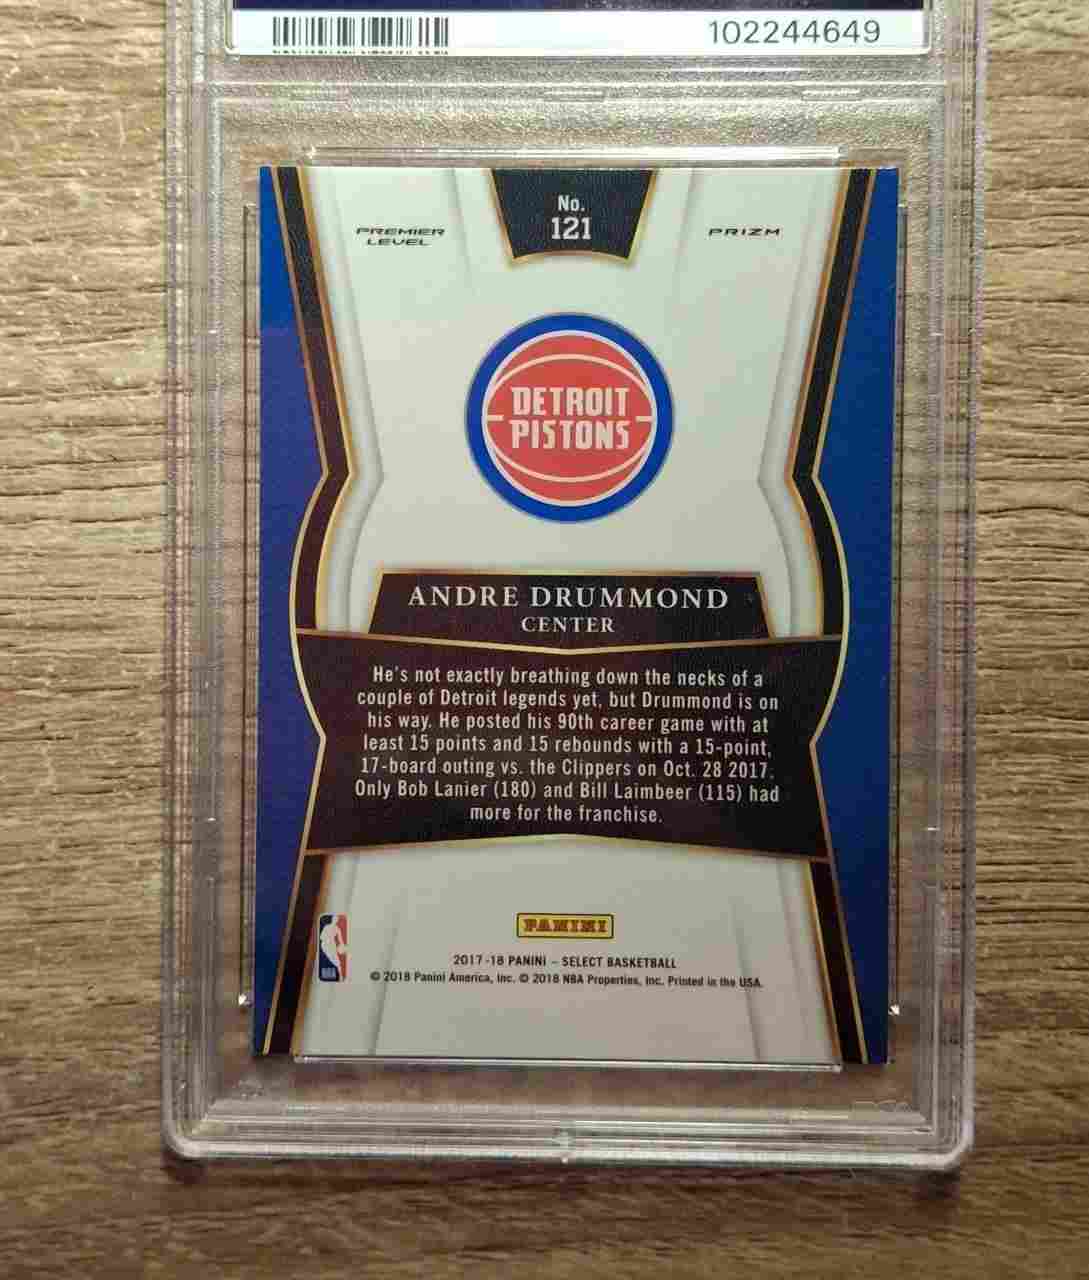 102244649
No.
121
PREMIER
LEVEL
PRIZM
DETROIT
PISTONS
ANDRE DRUMMOND
CENTER
He's not exactly breathing down the necks of a
couple of Detroit legends yet, but Drummond is on
his way. He posted his 90th career game with at
least 15 points and 15 rebounds with a 15-point,
17-board outing vs. the Clippers on Oct. 28 2017.
Only Bob Lanier (180) and Bill Laimbeer (115) had
more for the franchise.
PANINI
NBA
2017-18 PANINI – SELECT BASKETBALL
© 2018 Panini America, Inc. © 2018 NBA Properties, Inc. Printed in the USA.